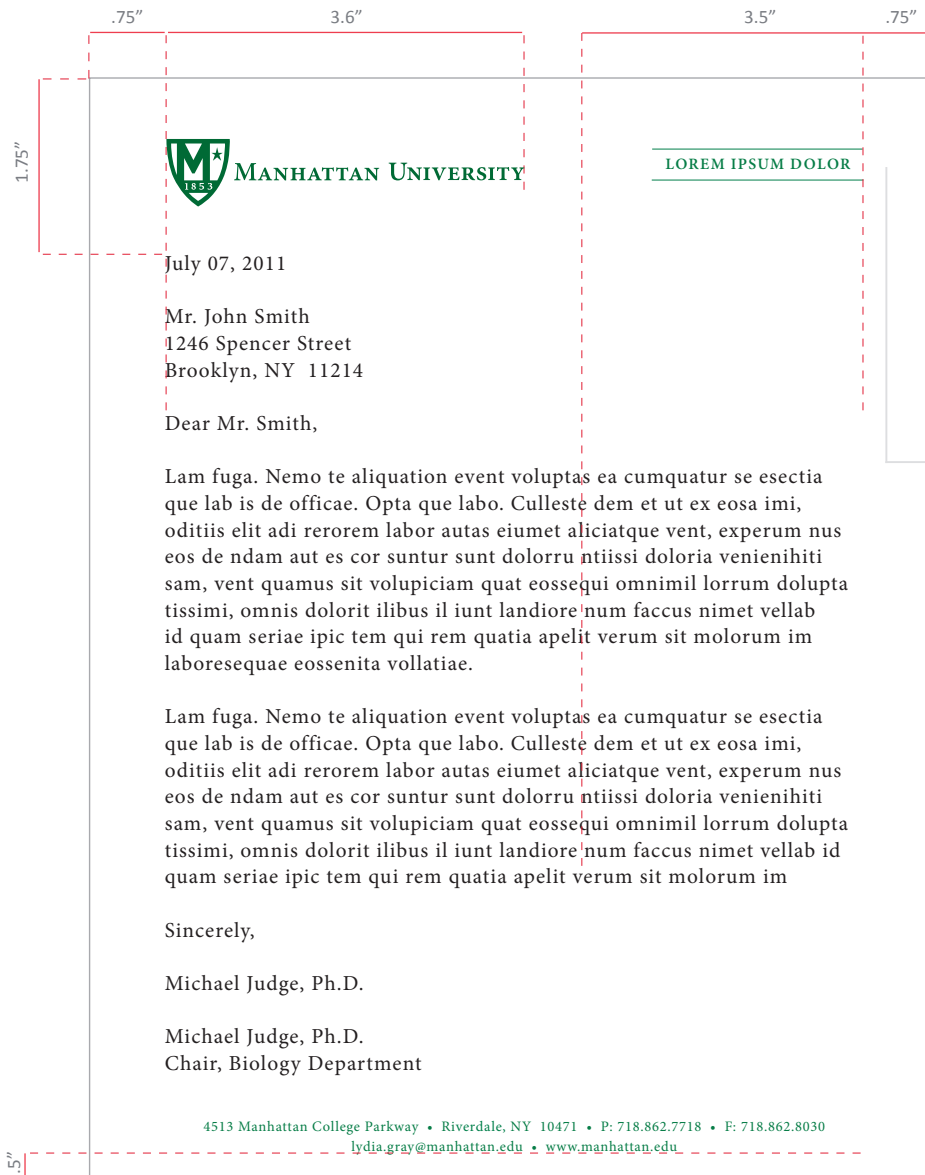 .75”
3.6”
3.5”
.75”
1.75”
M
1853
MANHATTAN UNIVERSITY
LOREM IPSUM DOLOR
July 07, 2011
Mr. John Smith
1246 Spencer Street
Brooklyn, NY  11214
Dear Mr. Smith,
Lam fuga. Nemo te aliquation event voluptas ea cumquatur se esectia
que lab is de officae. Opta que labo. Culleste dem et ut ex eosa imi,
oditiis elit adi rerorem labor autas eiumet aliciatque vent, experum nus
eos de ndam aut es cor suntur sunt dolorru ntiissi doloria venienihiti
sam, vent quamus sit volupiciam quat eossequi omnimil lorrum dolupta
tissimi, omnis dolorit ilibus il iunt landiore num faccus nimet vellab
id quam seriae ipic tem qui rem quatia apelit verum sit molorum im
laboresequae eossenita vollatiae.
Lam fuga. Nemo te aliquation event voluptas ea cumquatur se esectia
que lab is de officae. Opta que labo. Culleste dem et ut ex eosa imi,
oditiis elit adi rerorem labor autas eiumet aliciatque vent, experum nus
eos de ndam aut es cor suntur sunt dolorru ntiissi doloria venienihiti
sam, vent quamus sit volupiciam quat eossequi omnimil lorrum dolupta
tissimi, omnis dolorit ilibus il iunt landiore num faccus nimet vellab id
quam seriae ipic tem qui rem quatia apelit verum sit molorum im
Sincerely,
Michael Judge, Ph.D.
Michael Judge, Ph.D.
Chair, Biology Department
4513 Manhattan College Parkway • Riverdale, NY  10471 • P: 718.862.7718 • F: 718.862.8030
lydia.gray@manhattan.edu • www.manhattan.edu
.5”